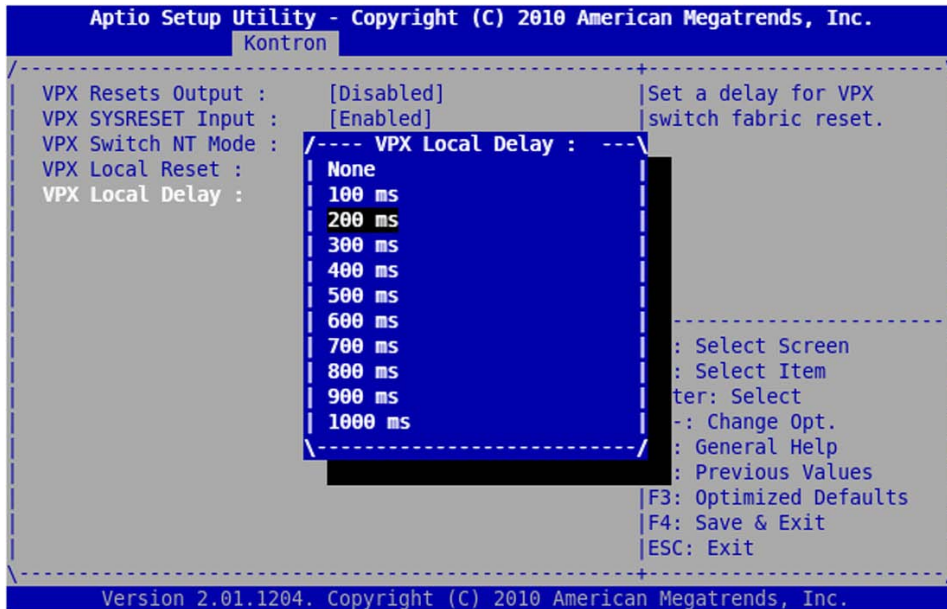 Aptio Setup Utility - Copyright (C) 2010 American Megatrends, Inc.
Kontron
VPX Resets Output : [Disabled]
VPX SYSRESET Input : [Enabled]
VPX Switch NT Mode :
VPX Local Reset :
VPX Local Delay :
Set a delay for VPX
switch fabric reset.
VPX Local Delay :
None
100 ms
200 ms
300 ms
400 ms
500 ms
600 ms
700 ms
800 ms
900 ms
1000 ms
: Select Screen
: Select Item
ter: Select
-: Change Opt.
: General Help
: Previous Values
F3: Optimized Defaults
F4: Save & Exit
ESC: Exit
Version 2.01.1204. Copyright (C) 2010 American Megatrends, Inc.